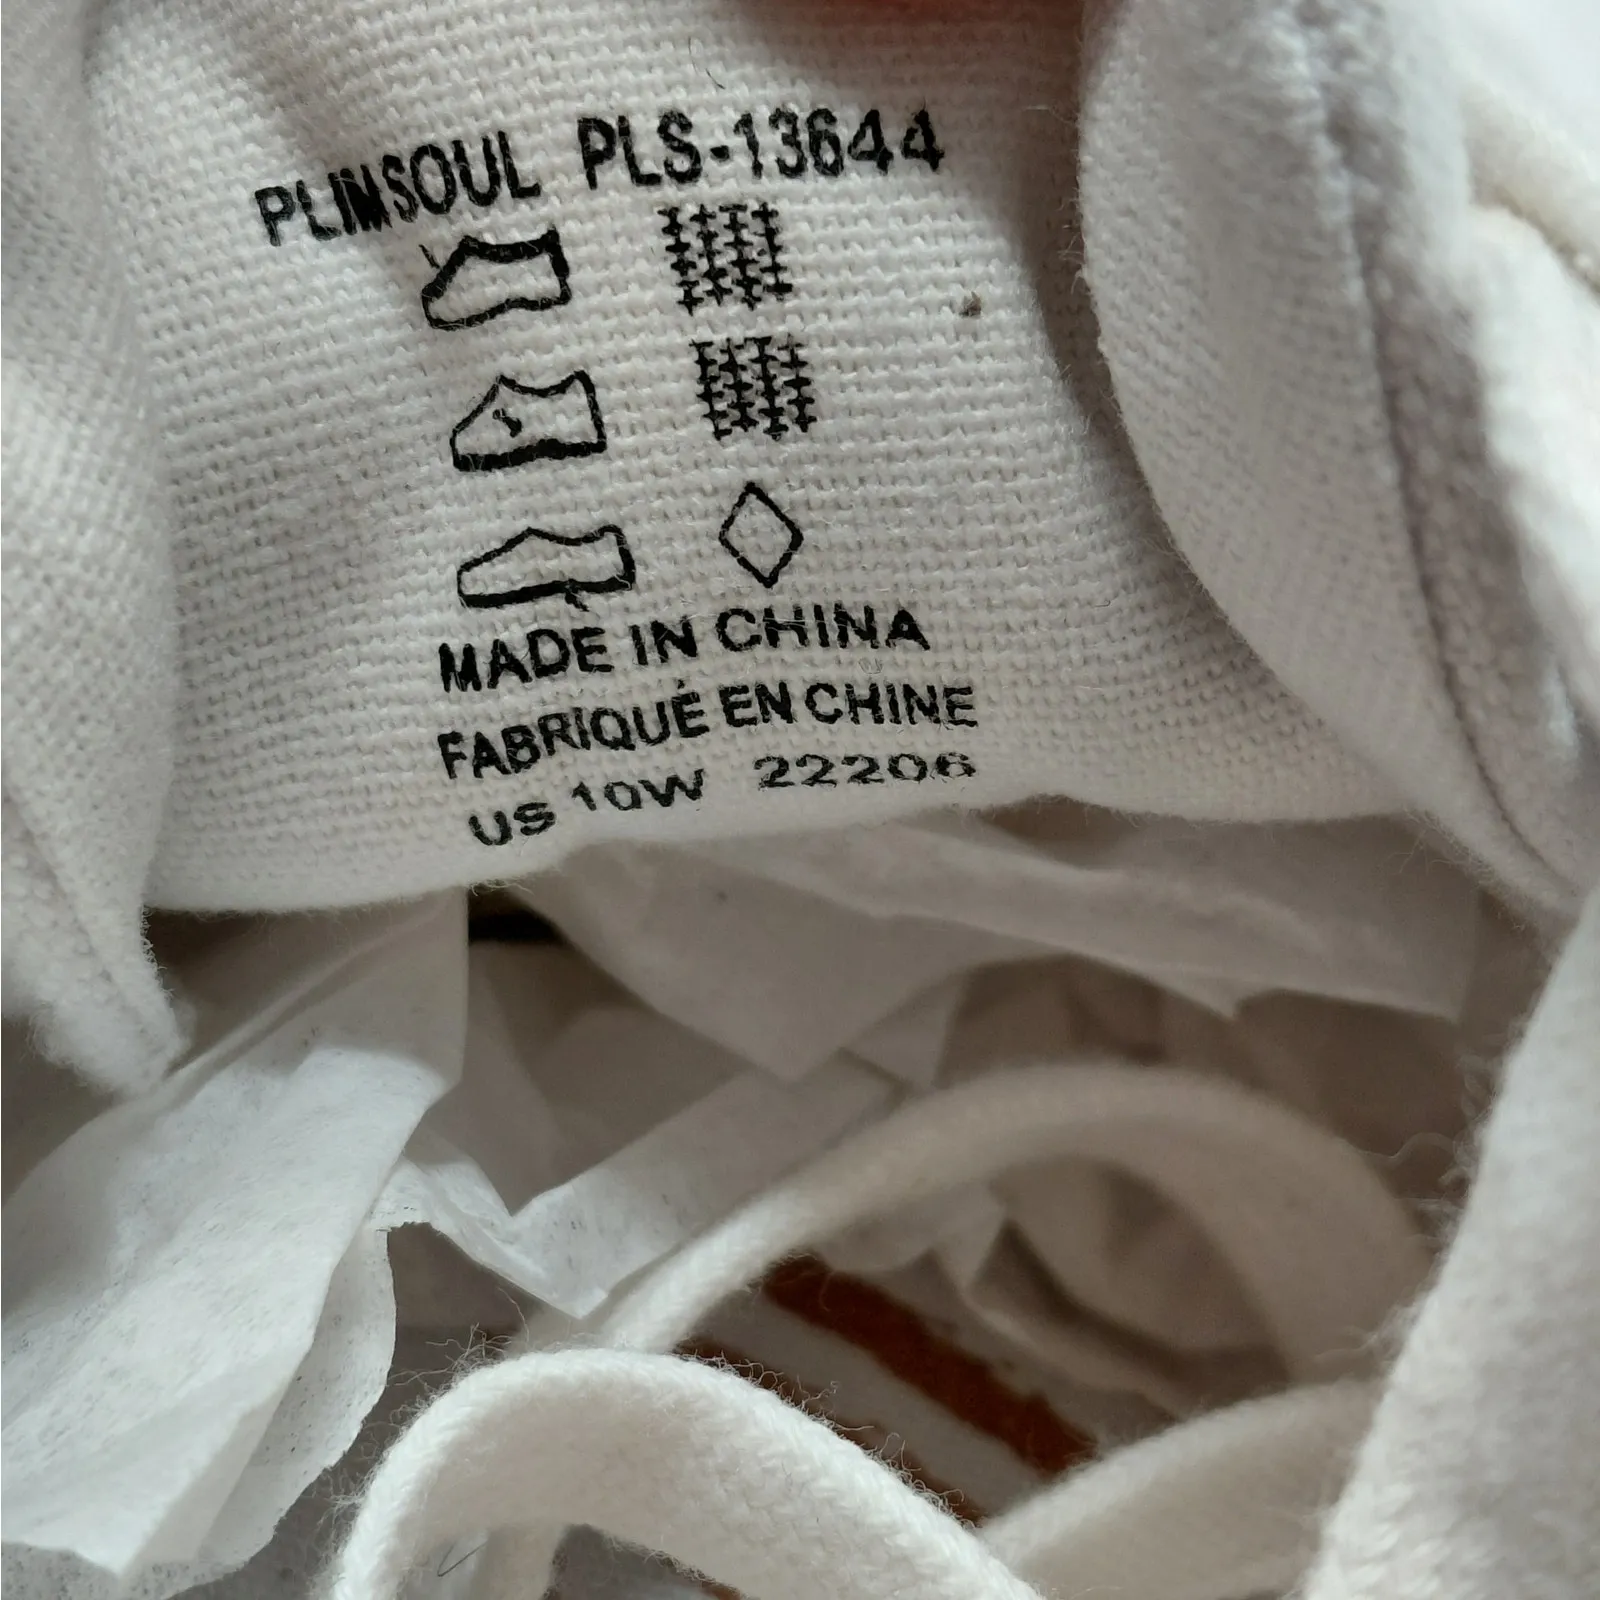 PLIMSOUL PLS-13644
MADE IN CHINA
FABRIQUÉ EN CHINE
US 10W 22206